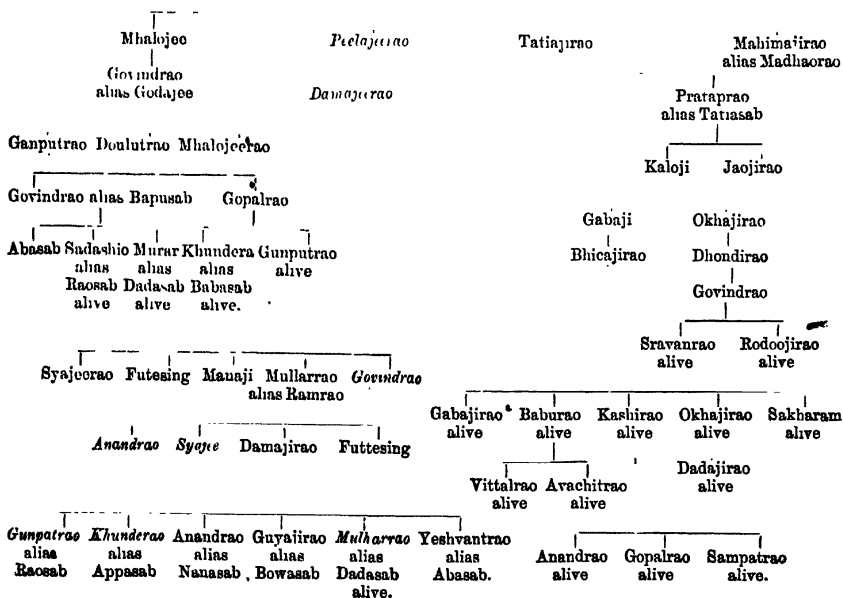 Mhalojee Peelajeerao Tatiajirao Mahimajirao
alias Madhaorao
Govindrao
alias Godajee Damajeerao
Prataprao
alias Tatiasab
Ganputrao Doulutrao Mhalojeerao
Kaloji Jaojirao
Govindrao alias Bapusab Gopalrao
Gabaji Okhajirao
Abasab Sadashio Murar Khundera Gunputrao
alias alias alias alive
Raosab Dadasab Babasab
alive alive alive.
Bhicajirao Dhondirao
Govindrao
Sravanrao Rodoojirao
alive alive
Syajeerao Futesing Manaji Mullarrao Govindrao
alias Ramrao
Gabajirao Baburao Kashirao Okhajirao Sakharam
alive alive alive alive alive
Anandrao Syajee Damajirao Futtesing
Vittalrao Avachitrao Dadajirao
alive alive alive
Gunpatrao Khunderao Anandrao Guyajirao Mulharrao Yeshvantrao
alias alias alias alias alias alias
Raosab Appasab Nanasab, Bowasab Dadasab Abasab.
alive.
Anandrao Gopalrao Sampatrao
alive alive alive.